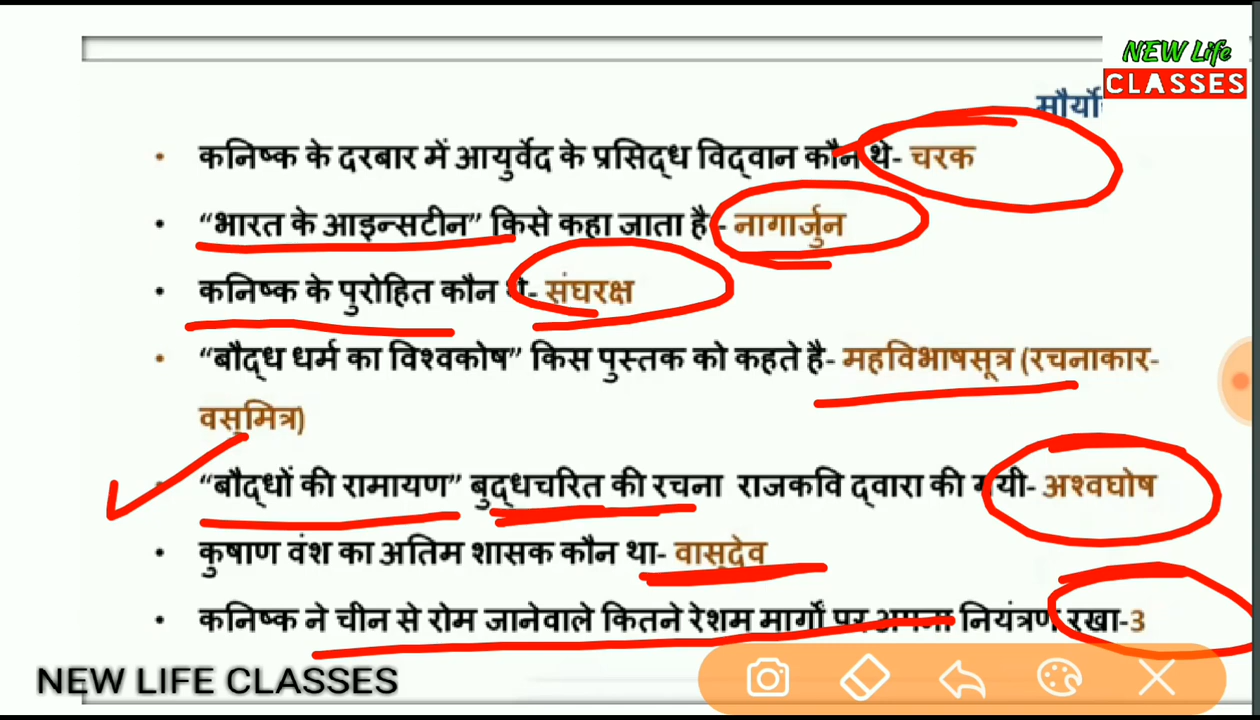 NEW Life
CLASSES
कनिष्क के दरबार में आयुर्वेद के प्रसिद्ध विद्वान कौन थे- चरक
“भारत के आइन्सटीन” किसे कहा जाता है - नागार्जुन
कनिष्क के पुरोहित कौन थे- संघरक्ष
“बौद्ध धर्म का विश्वकोष” किस पुस्तक को कहते है- महविभाषसूत्र (रचनाकार-
वसुमित्र)
“बौद्धों की रामायण” बुद्धचरित की रचना राजकवि द्वारा की गयी- अश्वघोष
कुषाण वंश का अतिम शासक कौन था- वासुदेव
कनिष्क ने चीन से रोम जानेवाले कितने रेशम मार्गों पर अपना नियंत्रण रखा-3
NEW LIFE CLASSES